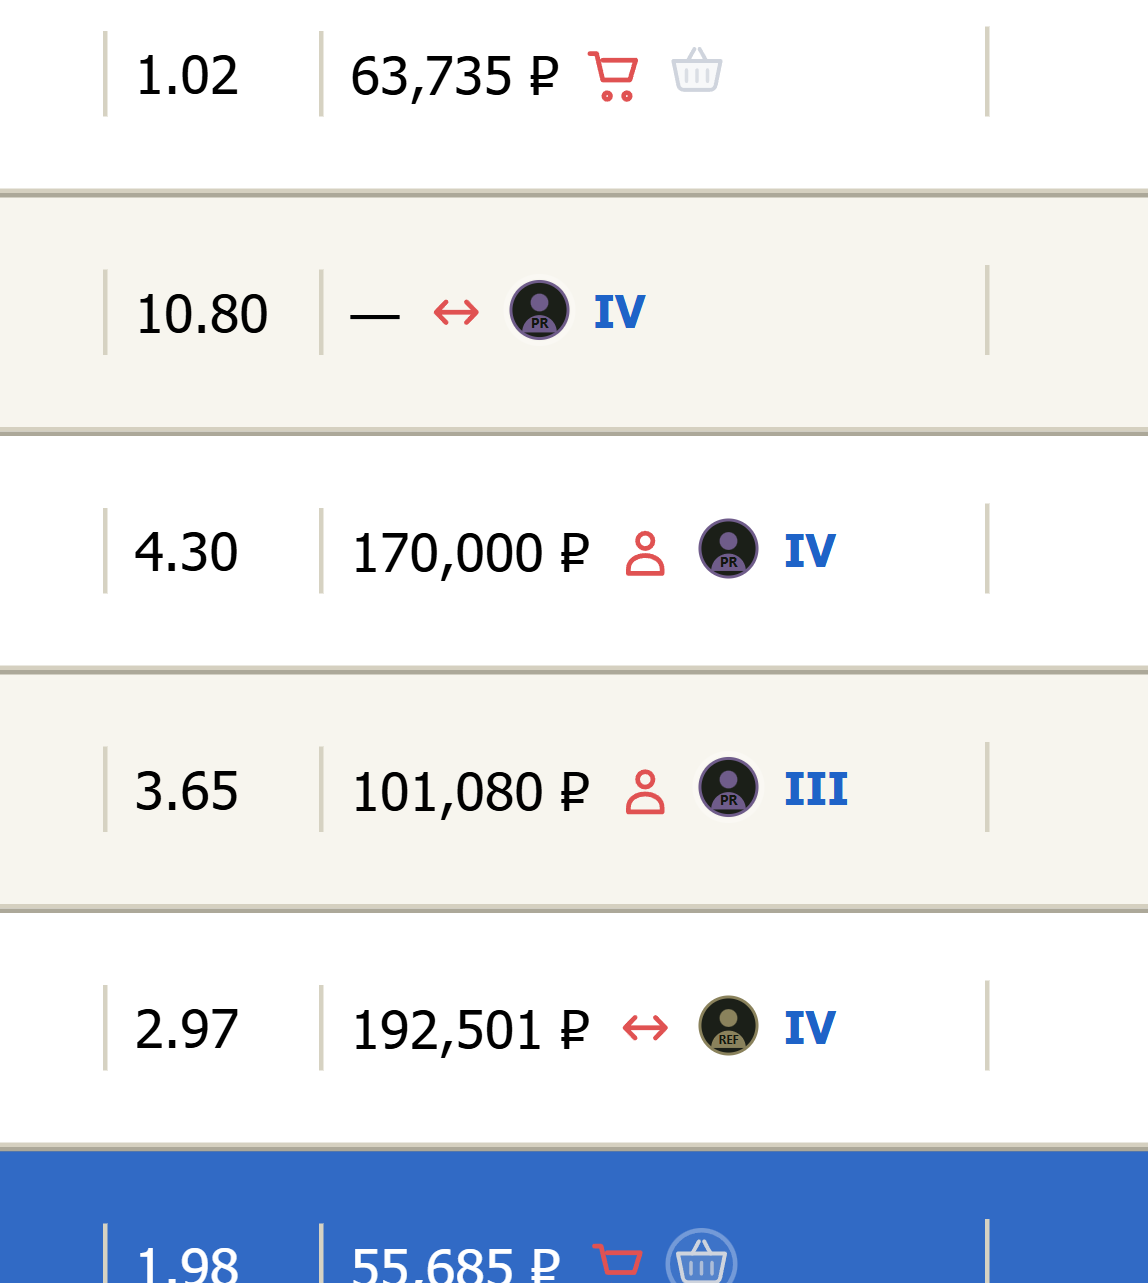 1.02 63,735 ₽
10.80 — PR IV
4.30 170,000 ₽ PR IV
3.65 101,080 ₽ PR III
2.97 192,501 ₽ REF IV
1.98 55,685 ₽